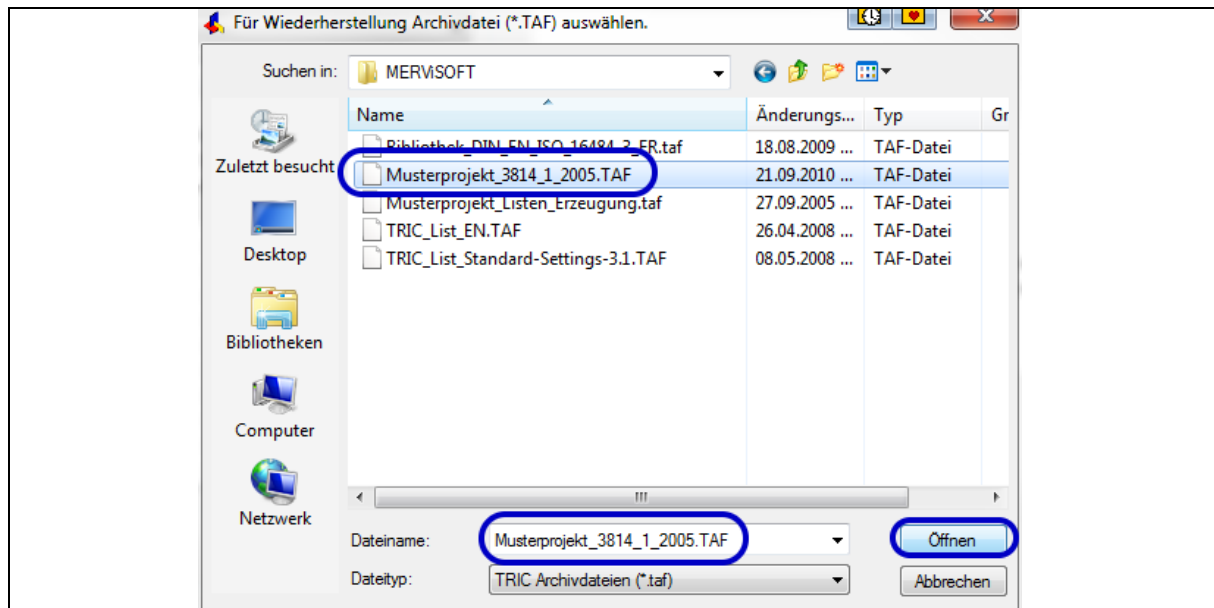 Für Wiederherstellung Archivdatei (*.TAF) auswählen.
Suchen in: MERViSOFT
Name Änderungs... Typ Gr
Bibliothek_DIN_EN_ISO_16484_3_FR.taf 18.08.2009 ... TAF-Datei
Musterprojekt_3814_1_2005.TAF 21.09.2010 ... TAF-Datei
Musterprojekt_Listen_Erzeugung.taf 27.09.2005 ... TAF-Datei
TRIC_List_EN.TAF 26.04.2008 ... TAF-Datei
TRIC_List_Standard-Settings-3.1.TAF 08.05.2008 ... TAF-Datei
Zuletzt besucht
Desktop
Bibliotheken
Computer
Netzwerk
Dateiname: Musterprojekt_3814_1_2005.TAF Öffnen
Dateityp: TRIC Archivdateien (*.taf) Abbrechen